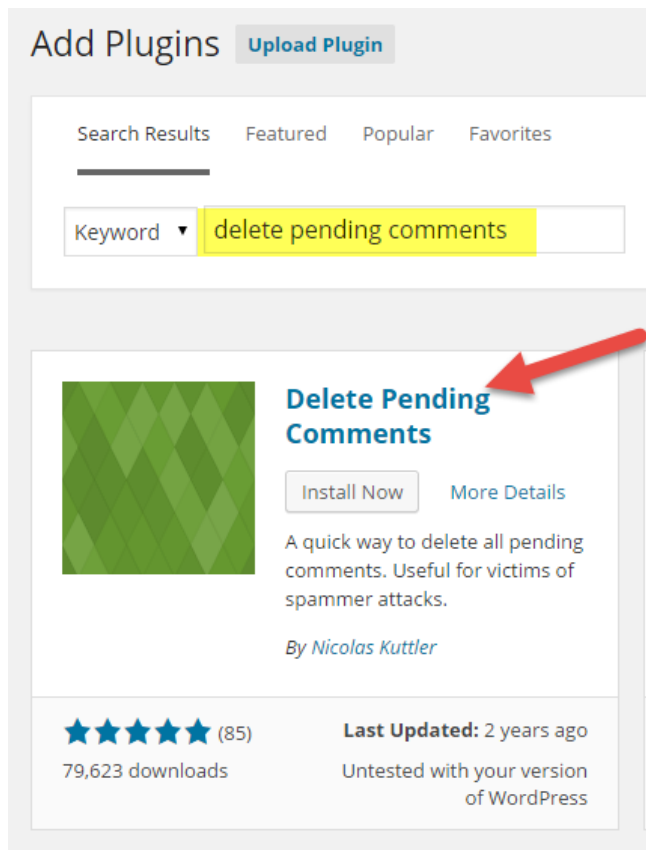 Add Plugins Upload Plugin
Search Results Featured Popular Favorites
Keyword delete pending comments
Delete Pending
Comments
Install Now More Details
A quick way to delete all pending
comments. Useful for victims of
spammer attacks.
By Nicolas Kuttler
(85) Last Updated: 2 years ago
79,623 downloads Untested with your version
of WordPress